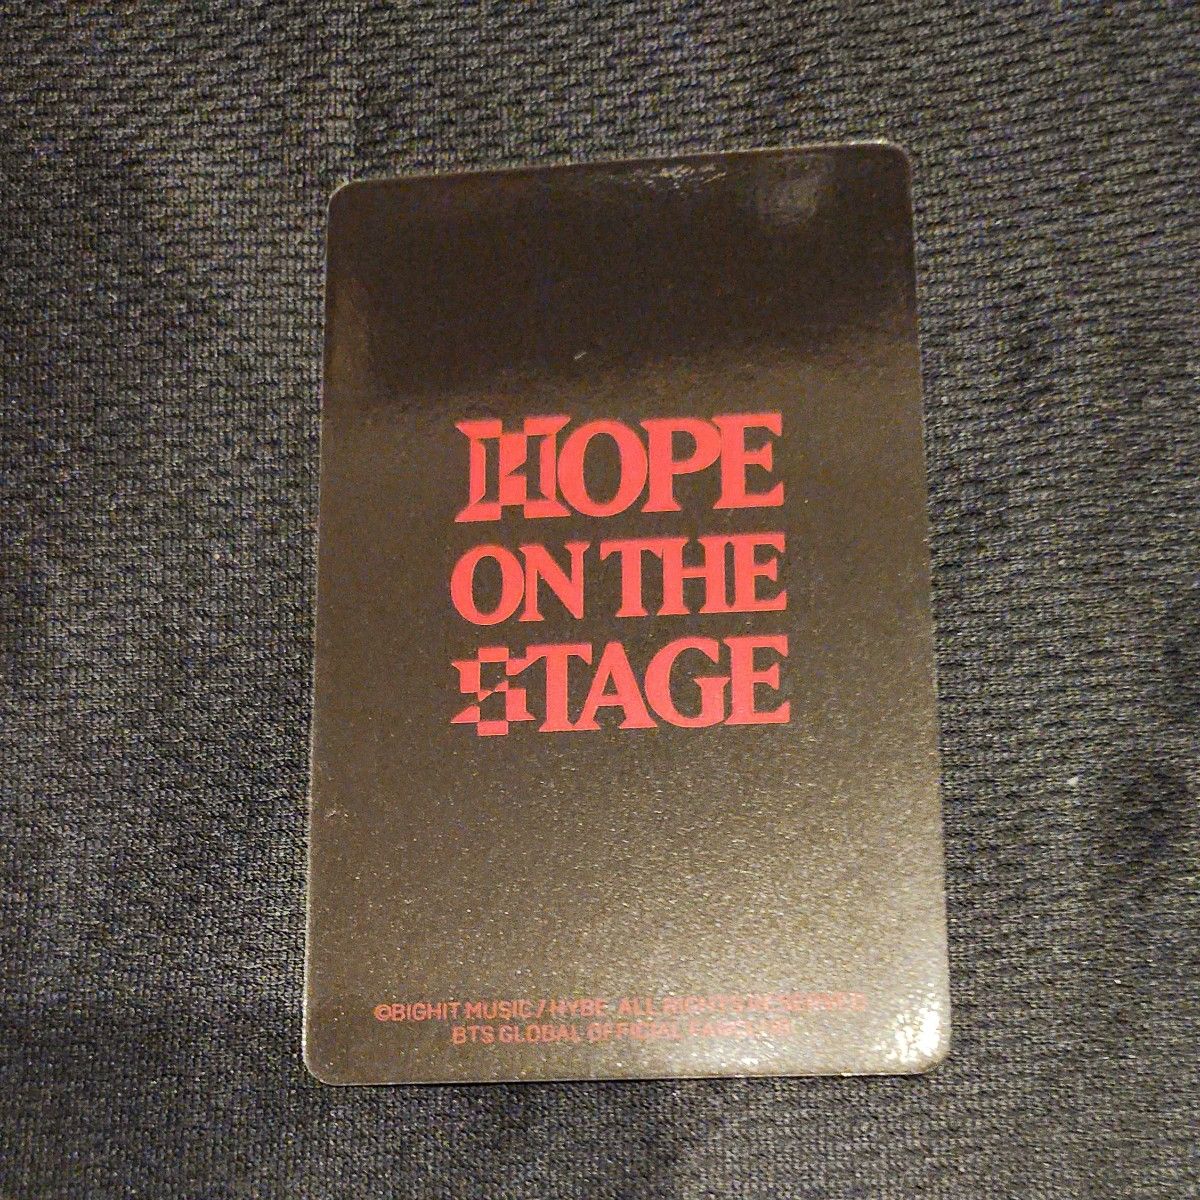 HOPE
ON THE
STAGE
©BIGHIT MUSIC / HYBE. ALL RIGHTS RESERVED.
BTS GLOBAL OFFICIAL FANCLUB